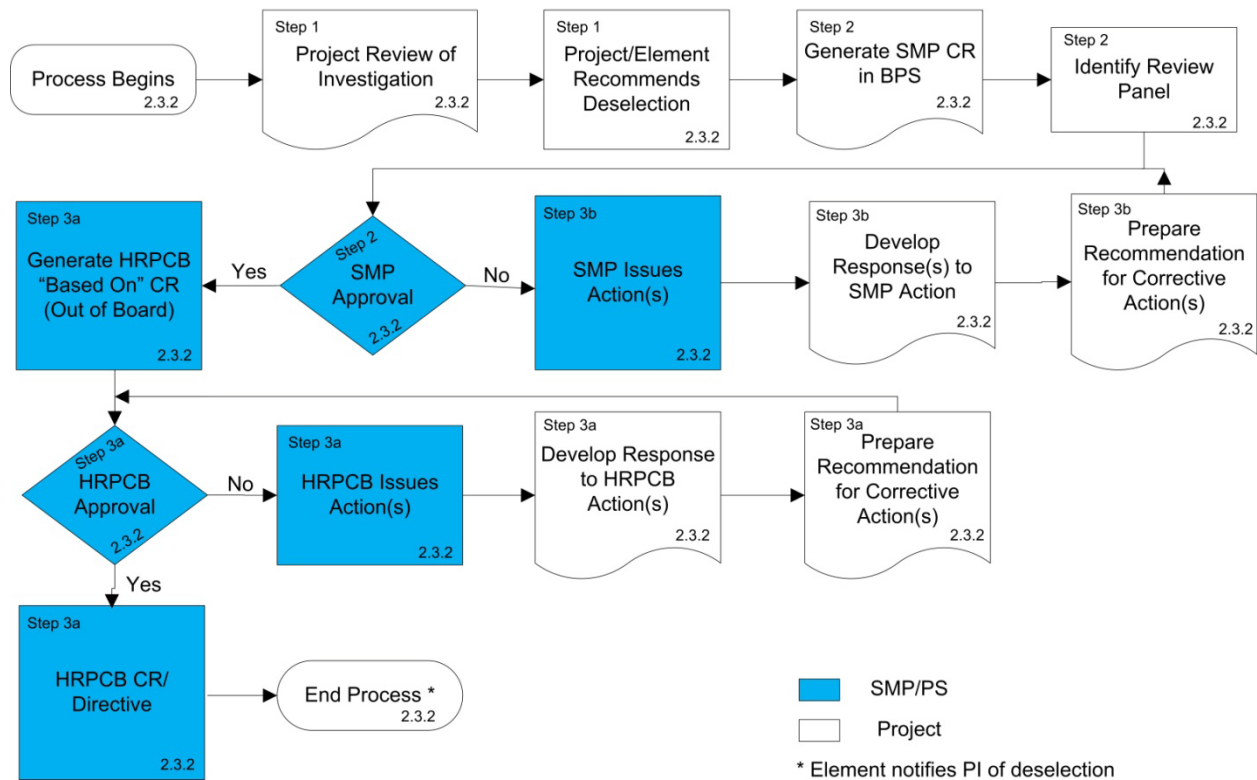 Process Begins
2.3.2
Step 1
Project Review of
Investigation
2.3.2
Step 1
Project/Element
Recommends
Deselection
2.3.2
Step 2
Generate SMP CR
in BPS
2.3.2
Step 2
Identify Review
Panel
2.3.2
Step 3a
Generate HRPCB
“Based On” CR
(Out of Board)
2.3.2
Yes
Step 2
SMP
Approval
2.3.2
No
Step 3b
SMP Issues
Action(s)
2.3.2
Step 3b
Develop
Response(s) to
SMP Action
2.3.2
Step 3b
Prepare
Recommendation
for Corrective
Action(s)
2.3.2
Step 3a
HRPCB
Approval
2.3.2
No
Step 3a
HRPCB Issues
Action(s)
2.3.2
Step 3a
Develop Response
to HRPCB
Action(s)
2.3.2
Step 3a
Prepare
Recommendation
for Corrective
Action(s)
2.3.2
Yes
Step 3a
HRPCB CR/
Directive
2.3.2
End Process *
2.3.2
SMP/PS
Project
* Element notifies PI of deselection